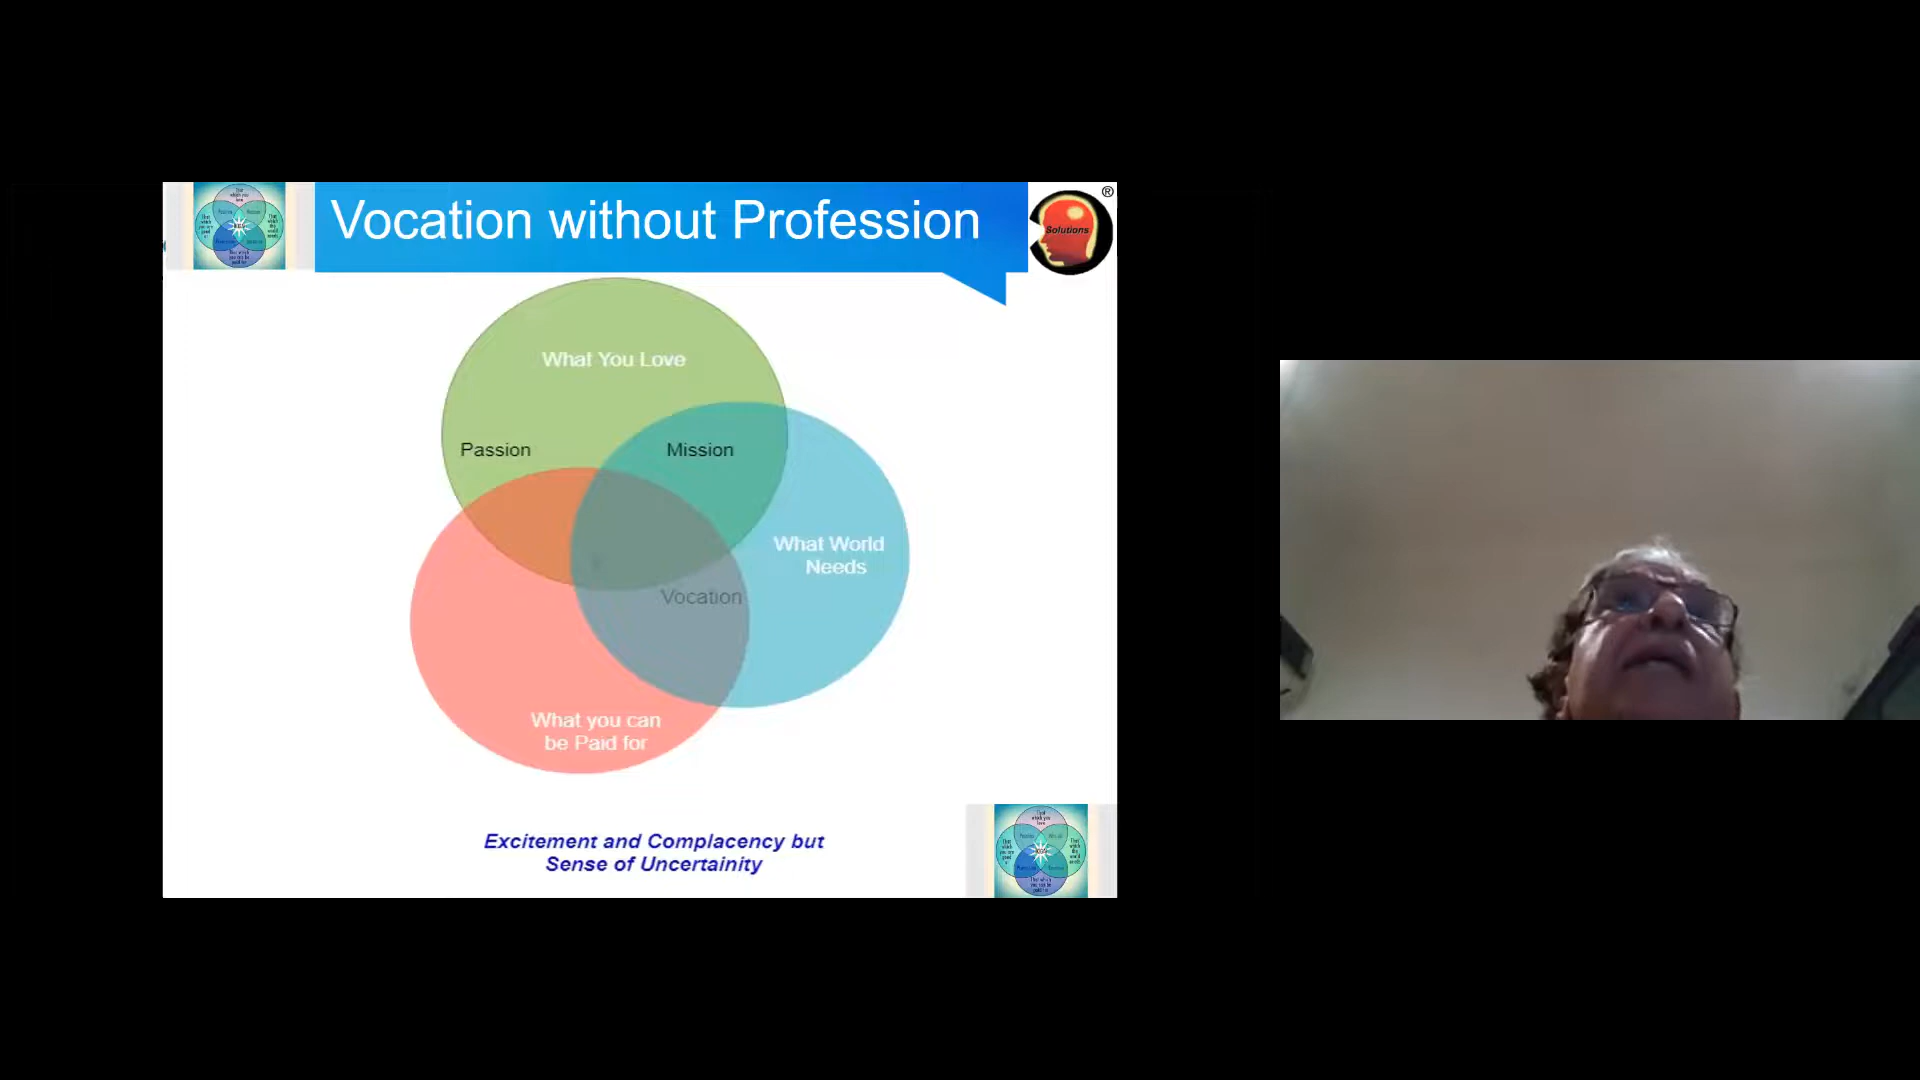 Vocation without Profession
®
Solutions
What You Love
Passion
Mission
What World
Needs
Vocation
What you can
be Paid for
Excitement and Complacency but
Sense of Uncertainity